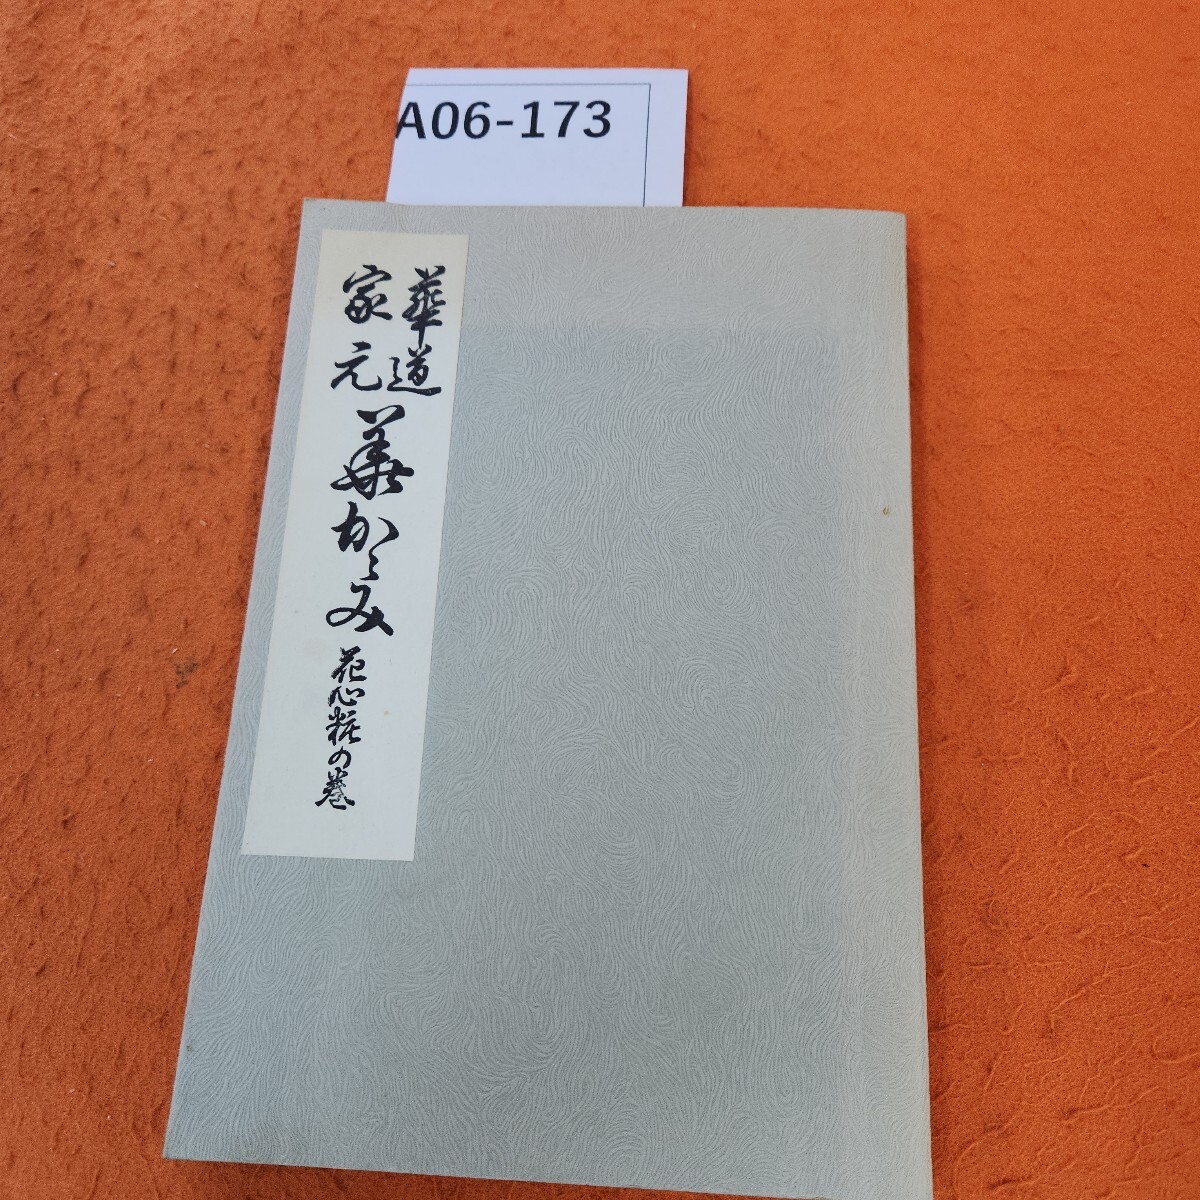 A06-173
華道
家元
華かゞみ
花心粧の巻